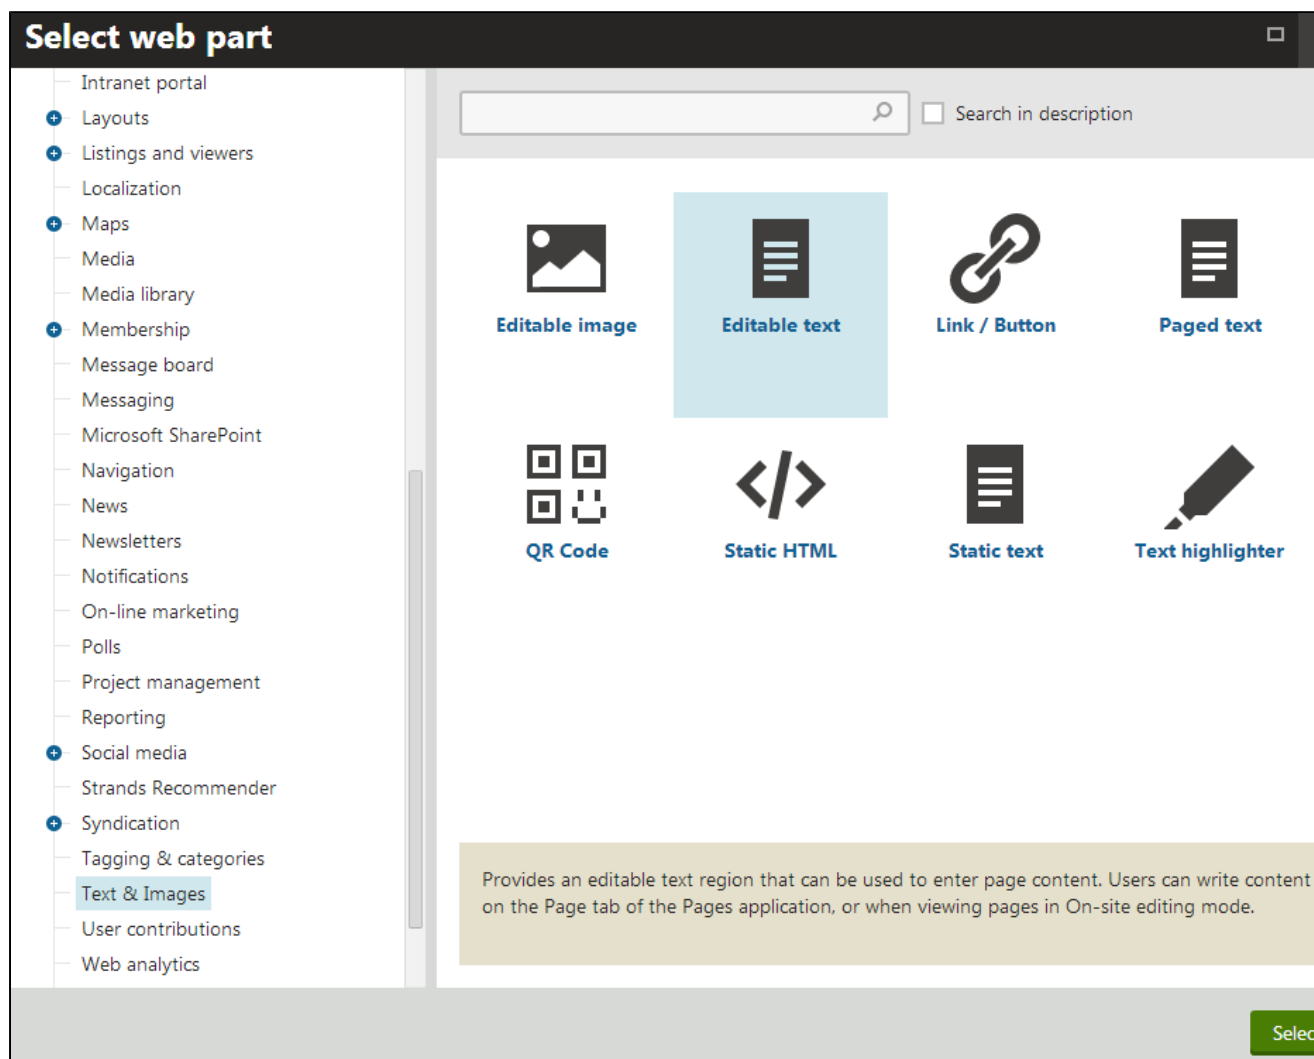 Select web part
Intranet portal
Layouts
Listings and viewers
Localization
Maps
Media
Media library
Membership
Message board
Messaging
Microsoft SharePoint
Navigation
News
Newsletters
Notifications
On-line marketing
Polls
Project management
Reporting
Social media
Strands Recommender
Syndication
Tagging & categories
Text & Images
User contributions
Web analytics
Search in description
Editable image
Editable text
Link / Button
Paged text
QR Code
Static HTML
Static text
Text highlighter
Provides an editable text region that can be used to enter page content. Users can write content
on the Page tab of the Pages application, or when viewing pages in On-site editing mode.
Selec